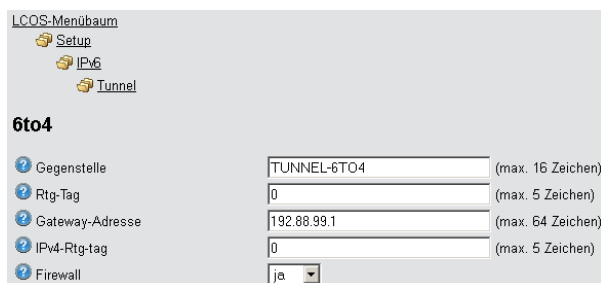 LCOS-Menübaum
Setup
IPv6
Tunnel
6to4
Gegenstelle TUNNEL-6TO4 (max. 16 Zeichen)
Rtg-Tag 0 (max. 5 Zeichen)
Gateway-Adresse 192.88.99.1 (max. 64 Zeichen)
IPv4-Rtg-tag 0 (max. 5 Zeichen)
Firewall ja